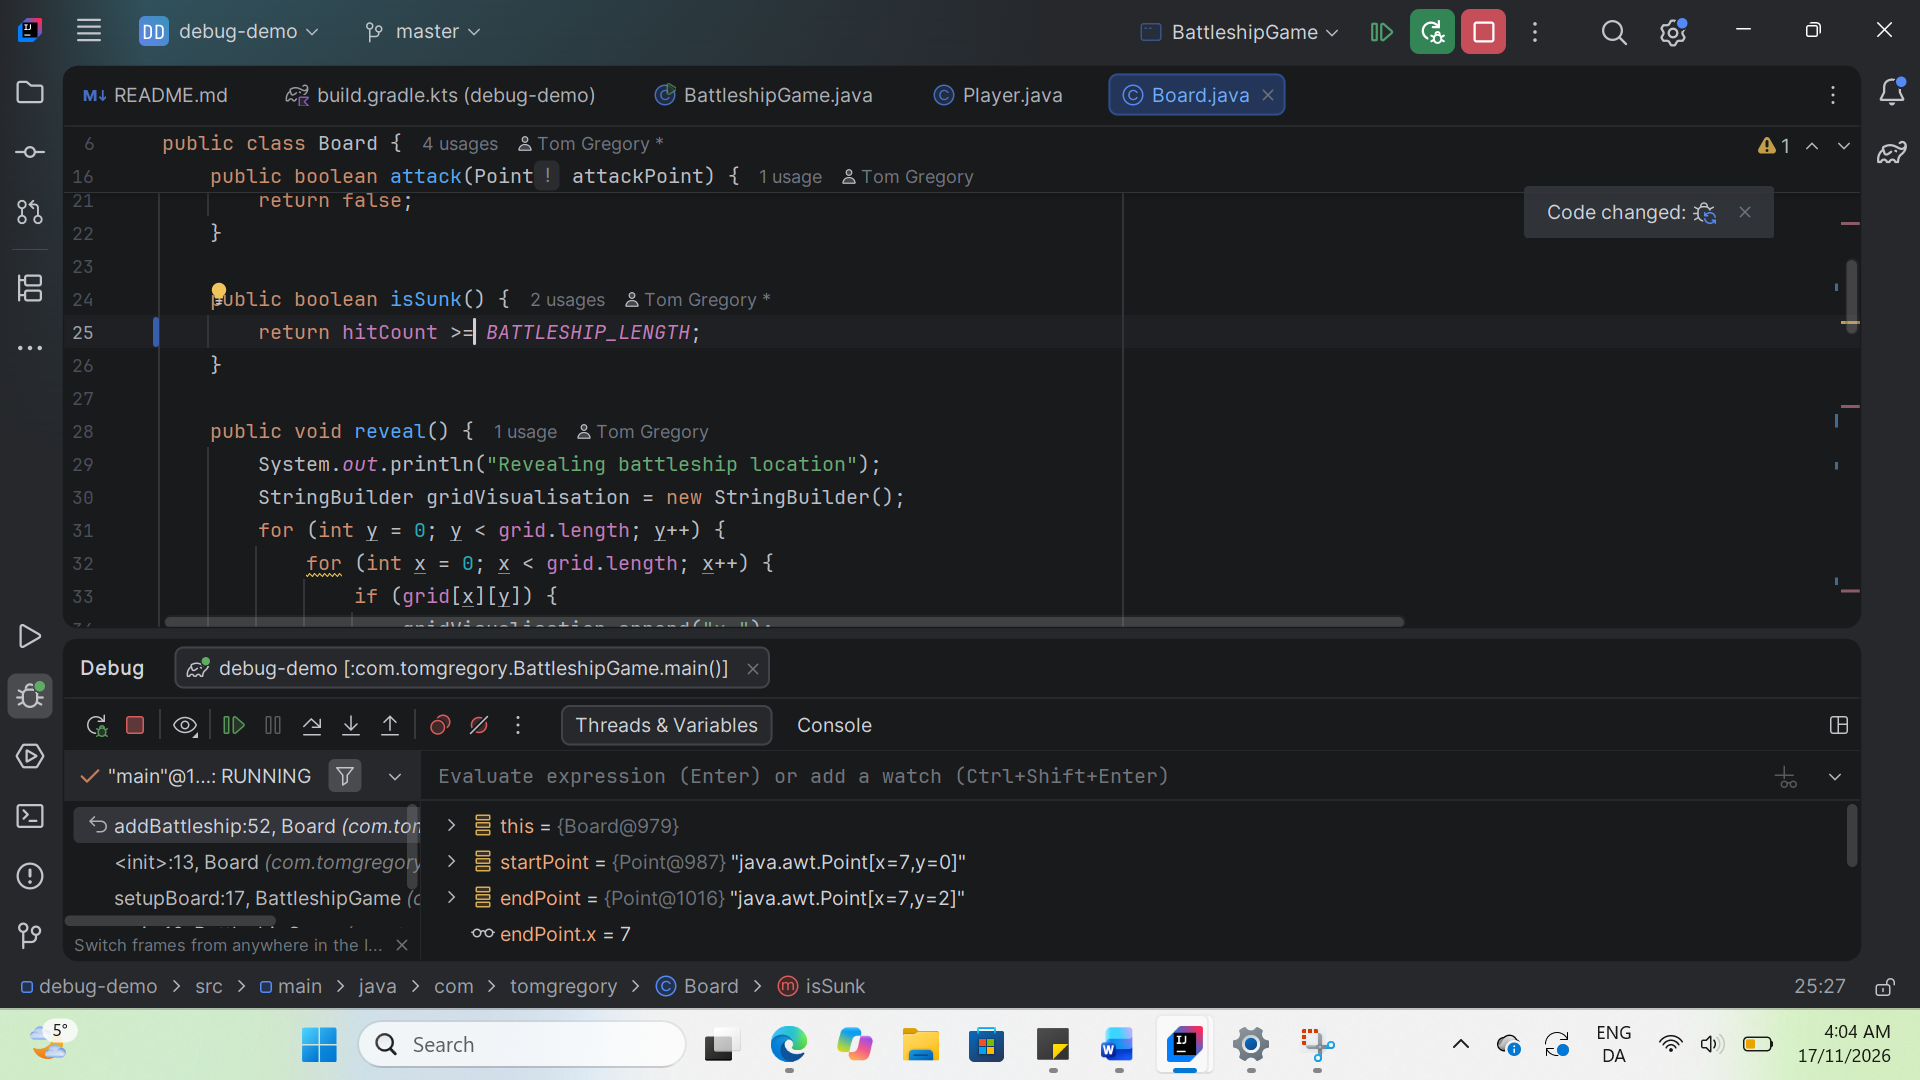 DD debug-demo master BattleshipGame
M↓ README.md build.gradle.kts (debug-demo) BattleshipGame.java Player.java Board.java
6 public class Board { 4 usages Tom Gregory *
1
16 public boolean attack(Point ! attackPoint) { 1 usage Tom Gregory
21 return false;
Code changed:
22 }
23
24 public boolean isSunk() { 2 usages Tom Gregory *
25 return hitCount >= BATTLESHIP_LENGTH;
26 }
27
28 public void reveal() { 1 usage Tom Gregory
29 System.out.println("Revealing battleship location");
30 StringBuilder gridVisualisation = new StringBuilder();
31 for (int y = 0; y < grid.length; y++) {
32 for (int x = 0; x < grid.length; x++) {
33 if (grid[x][y]) {
Debug debug-demo [:com.tomgregory.BattleshipGame.main()]
Threads & Variables Console
"main"@1...: RUNNING Evaluate expression (Enter) or add a watch (Ctrl+Shift+Enter)
addBattleship:52, Board (com.tom
this = {Board@979}
<init>:13, Board (com.tomgregory
startPoint = {Point@987} "java.awt.Point[x=7,y=0]"
setupBoard:17, BattleshipGame (c
endPoint = {Point@1016} "java.awt.Point[x=7,y=2]"
endPoint.x = 7
Switch frames from anywhere in the I...
debug-demo > src > main > java > com > tomgregory > Board > isSunk 25:27
5° Search ENG DA 4:04 AM 17/11/2026